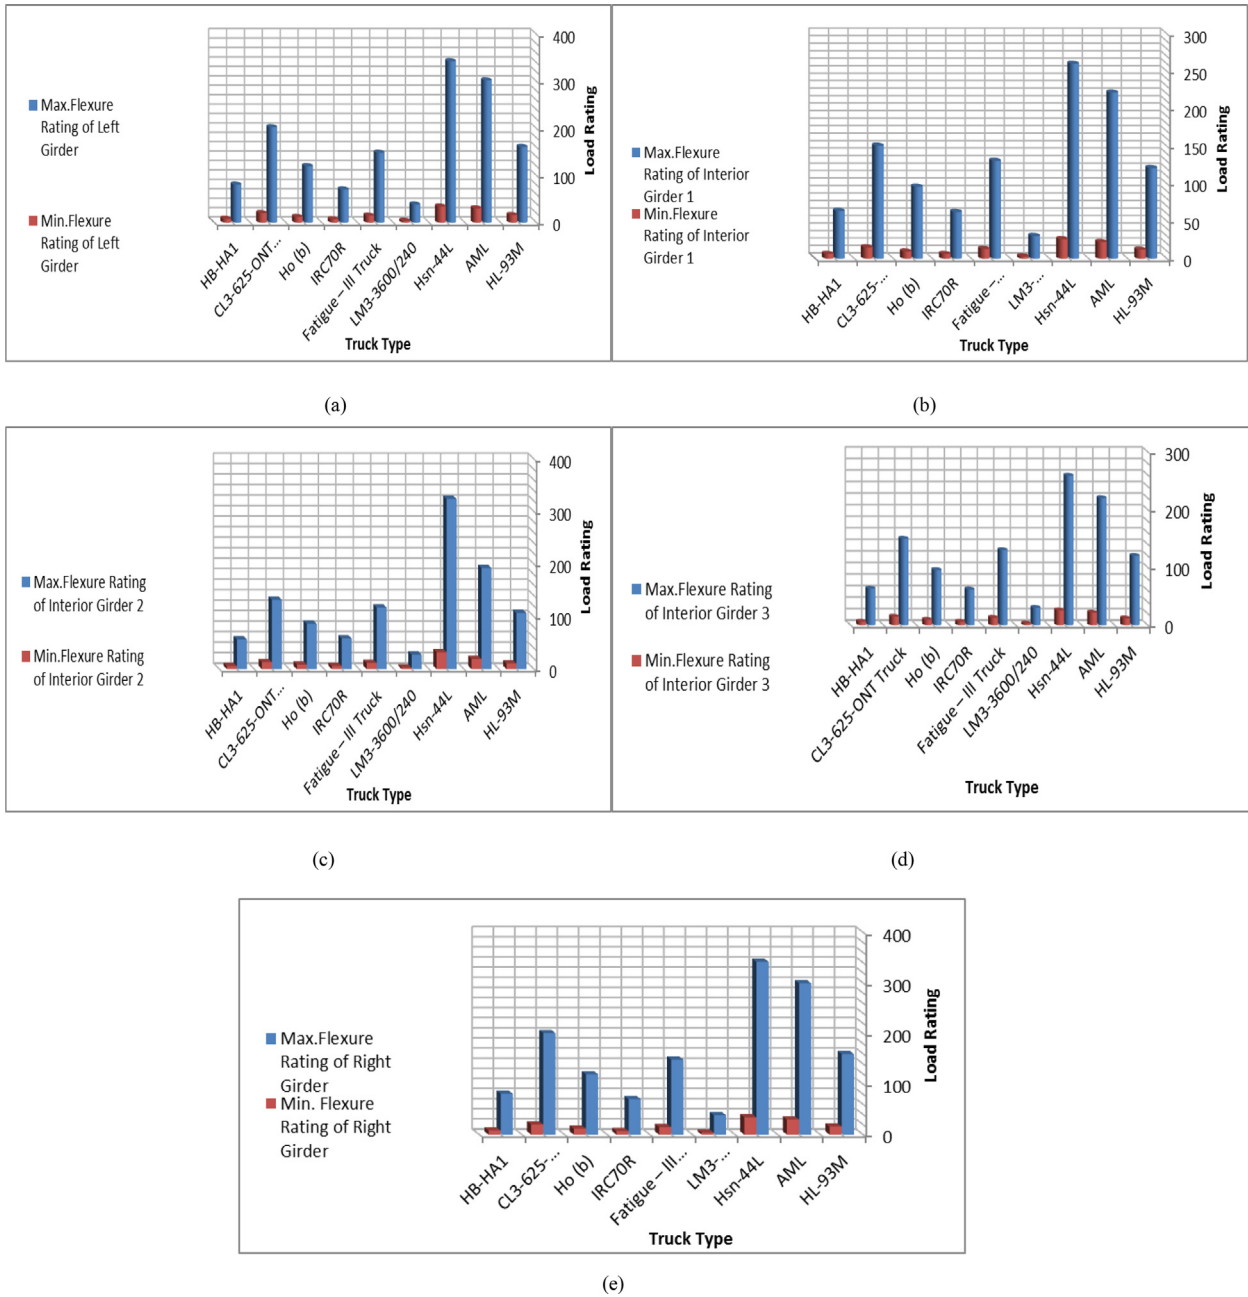 Max.Flexure
Rating of Left
Girder
Min.Flexure
Rating of Left
Girder
400
300
200
100
0
Load Rating
HB-HA1
CL3-625-ONT...
Ho (b)
IRC70R
Fatigue – III Truck
LM3-3600/240
Hsn-44L
AML
HL-93M
Truck Type
(a)
Max.Flexure
Rating of Interior
Girder 1
Min.Flexure
Rating of Interior
Girder 1
300
250
200
150
100
50
0
Load Rating
HB-HA1
CL3-625-...
Ho (b)
IRC70R
Fatigue –...
LM3-...
Hsn-44L
AML
HL-93M
Truck Type
(b)
Max.Flexure Rating
of Interior Girder 2
Min.Flexure Rating
of Interior Girder 2
400
300
200
100
0
Load Rating
HB-HA1
CL3-625-ONT...
Ho (b)
IRC70R
Fatigue – III Truck
LM3-3600/240
Hsn-44L
AML
HL-93M
Truck Type
(c)
Max.Flexure Rating
of Interior Girder 3
Min.Flexure Rating
of Interior Girder 3
300
200
100
0
Load Rating
HB-HA1
CL3-625-ONT Truck
Ho (b)
IRC70R
Fatigue – III Truck
LM3-3600/240
Hsn-44L
AML
HL-93M
Truck Type
(d)
Max.Flexure
Rating of Right
Girder
Min. Flexure
Rating of Right
Girder
400
300
200
100
0
Load Rating
HB-HA1
CL3-625-...
Ho (b)
IRC70R
Fatigue – III...
LM3-...
Hsn-44L
AML
HL-93M
Truck Type
(e)